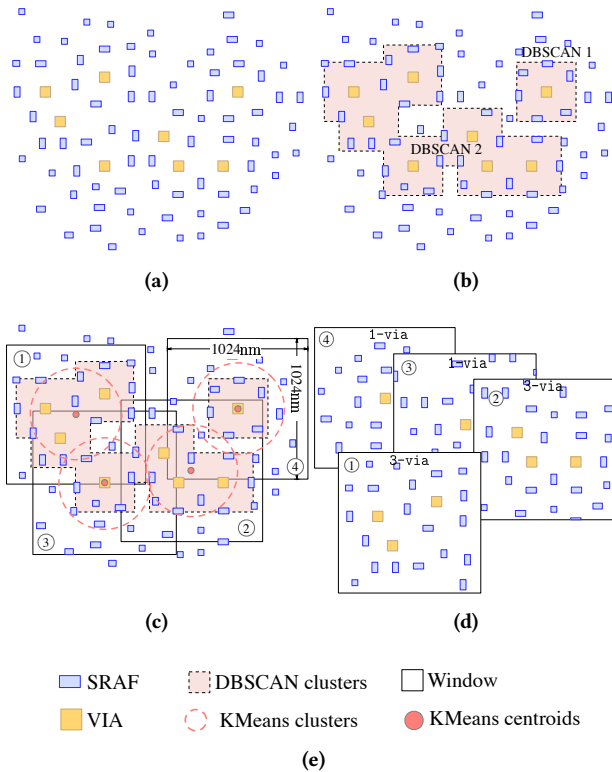 DBSCAN 1
DBSCAN 2
(a)
(b)
①
1024nm
1024nm
④
③
②
(c)
④
1-via
③
1-via
②
3-via
①
3-via
(d)
SRAF
DBSCAN clusters
Window
VIA
KMeans clusters
KMeans centroids
(e)